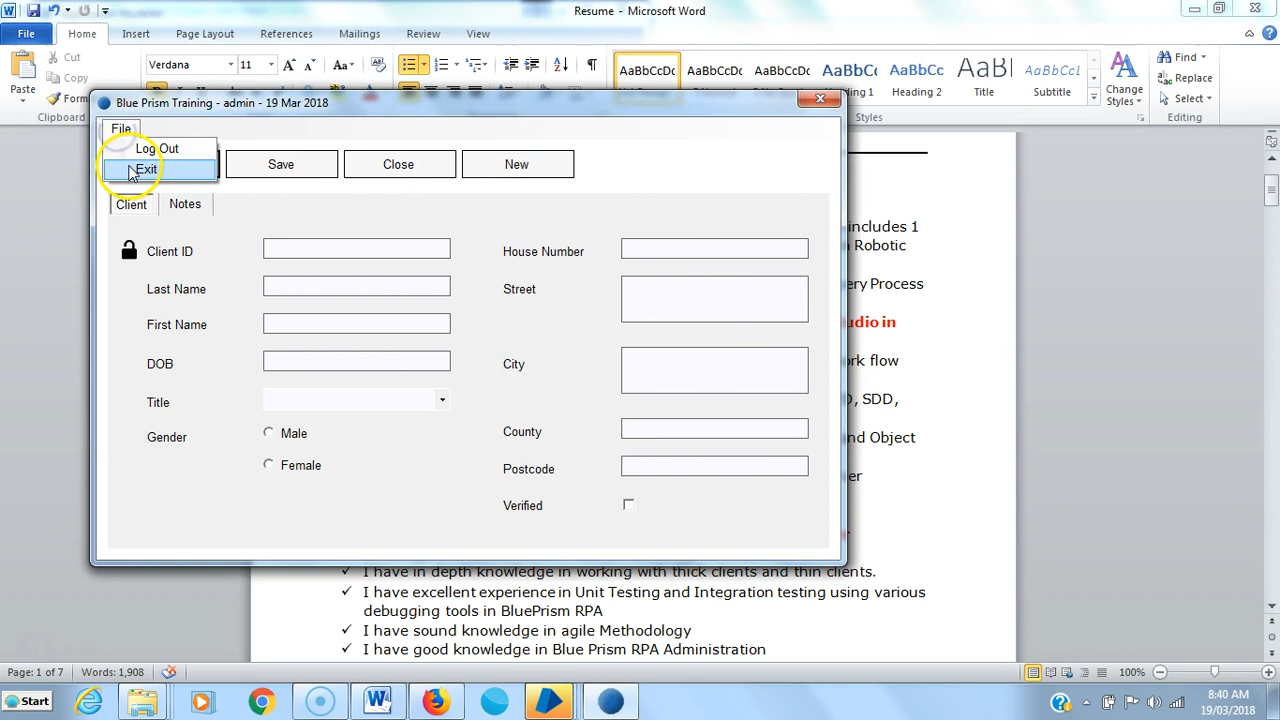 Resume - Microsoft Word
File Home Insert Page Layout References Mailings Review View
Cut
Copy
Paste
Clipboard
Verdana 11
Aa
AaBbCcDc AaBbCcDc AaBbCcDc AaBbCc AaBbCc AaBl AaBbCcDc
Title Subtitle
Change
Styles
Styles
Find
Replace
Select
Editing
Blue Prism Training - admin - 19 Mar 2018
File
Log Out
Exit
Save Close New
Client Notes
Client ID
Last Name
First Name
DOB
Title
Gender
Male
Female
House Number
Street
City
County
Postcode
Verified
includes 1
Robotic
ery Process
udio in
ork flow
D, SDD,
nd Object
er
✓ I have in depth knowledge in working with thick clients and thin clients.
✓ I have excellent experience in Unit Testing and Integration testing using various
debugging tools in BluePrism RPA
✓ I have sound knowledge in agile Methodology
✓ I have good knowledge in Blue Prism RPA Administration
Page: 1 of 7 Words: 1,908
100%
Start
8:40 AM
19/03/2018